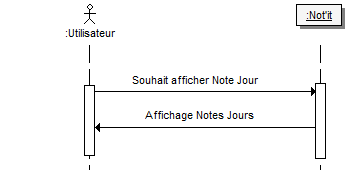 :Utilisateur
:Not'it
Souhait afficher Note Jour
Affichage Notes Jours